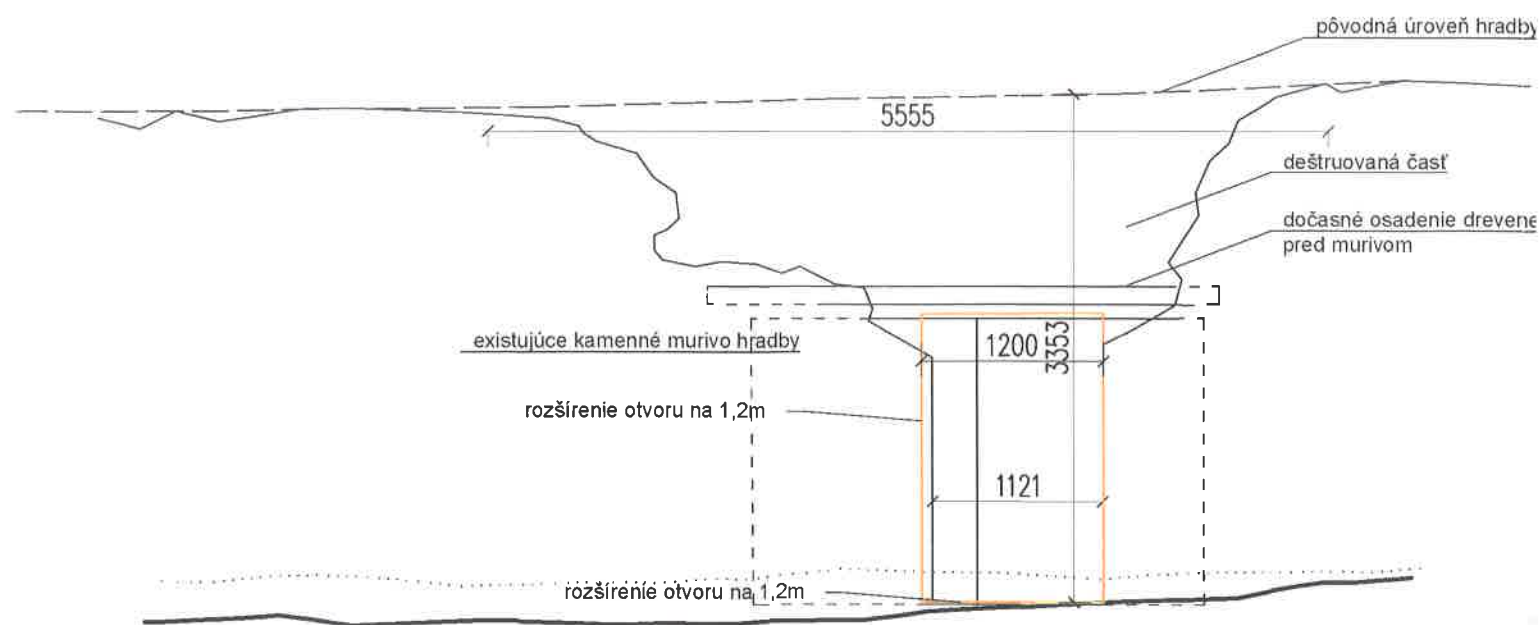 pôvodná úroveň hradby
5555
deštruovaná časť
dočasné osadenie drevene
pred murivom
existujúce kamenné murivo hradby
1200
3353
rozšírenie otvoru na 1,2m
1121
rozšírenie otvoru na 1,2m